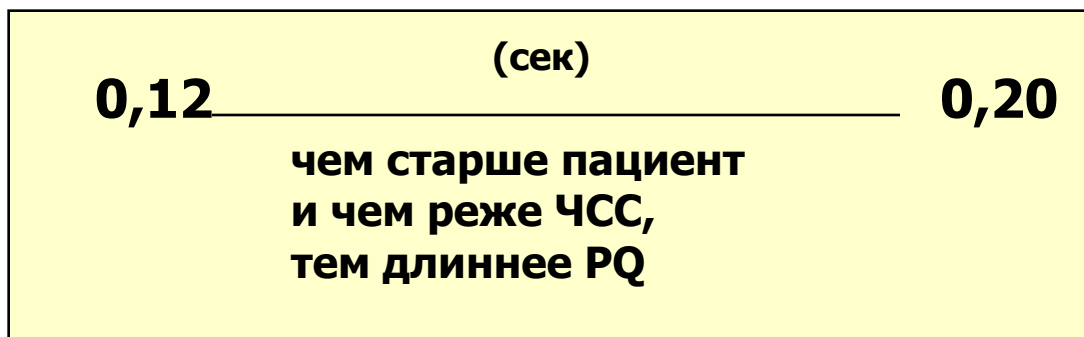 (сек)
0,12 0,20
чем старше пациент
и чем реже ЧСС,
тем длиннее PQ